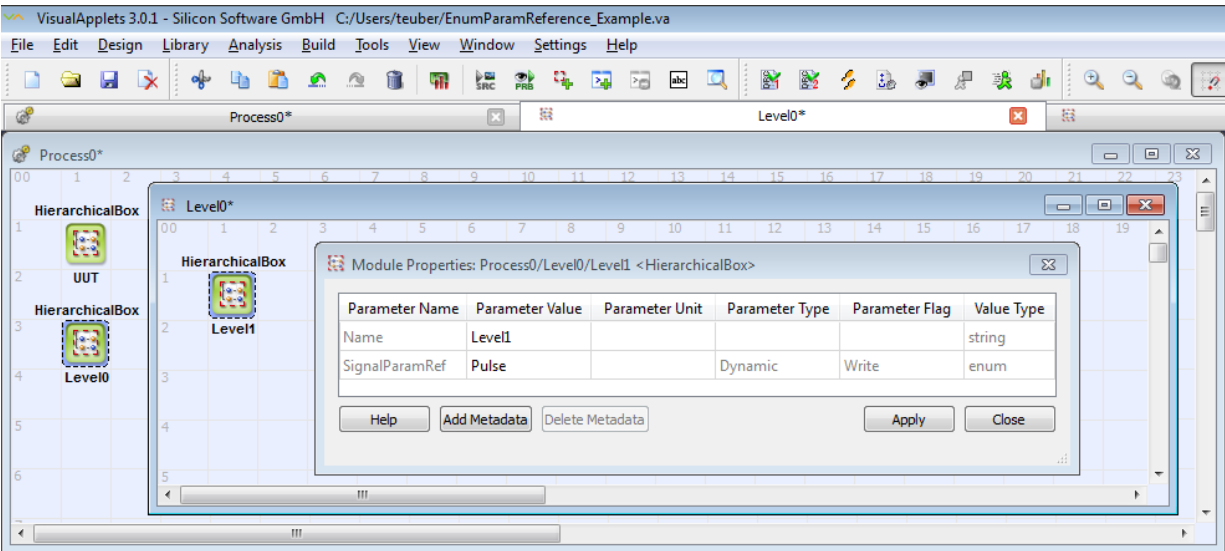 VisualApplets 3.0.1 - Silicon Software GmbH C:/Users/teuber/EnumParamReference_Example.va
File Edit Design Library Analysis Build Tools View Window Settings Help
SRC PRB abc
Process0* Level0*
Process0*
00 1 2 3 4 5 6 7 8 9 10 11 12 13 14 15 16 17 18 19 20 21 22 23
HierarchicalBox
1
UUT
2
HierarchicalBox
3
Level0
4
5
6
Level0*
00 1 2 3 4 5 6 7 8 9 10 11 12 13 14 15 16 17 18 19
HierarchicalBox
1
Level1
2
3
4
5
Module Properties: Process0/Level0/Level1 <HierarchicalBox>
Parameter Name Parameter Value Parameter Unit Parameter Type Parameter Flag Value Type
Name Level1 string
SignalParamRef Pulse Dynamic Write enum
Help Add Metadata Delete Metadata Apply Close